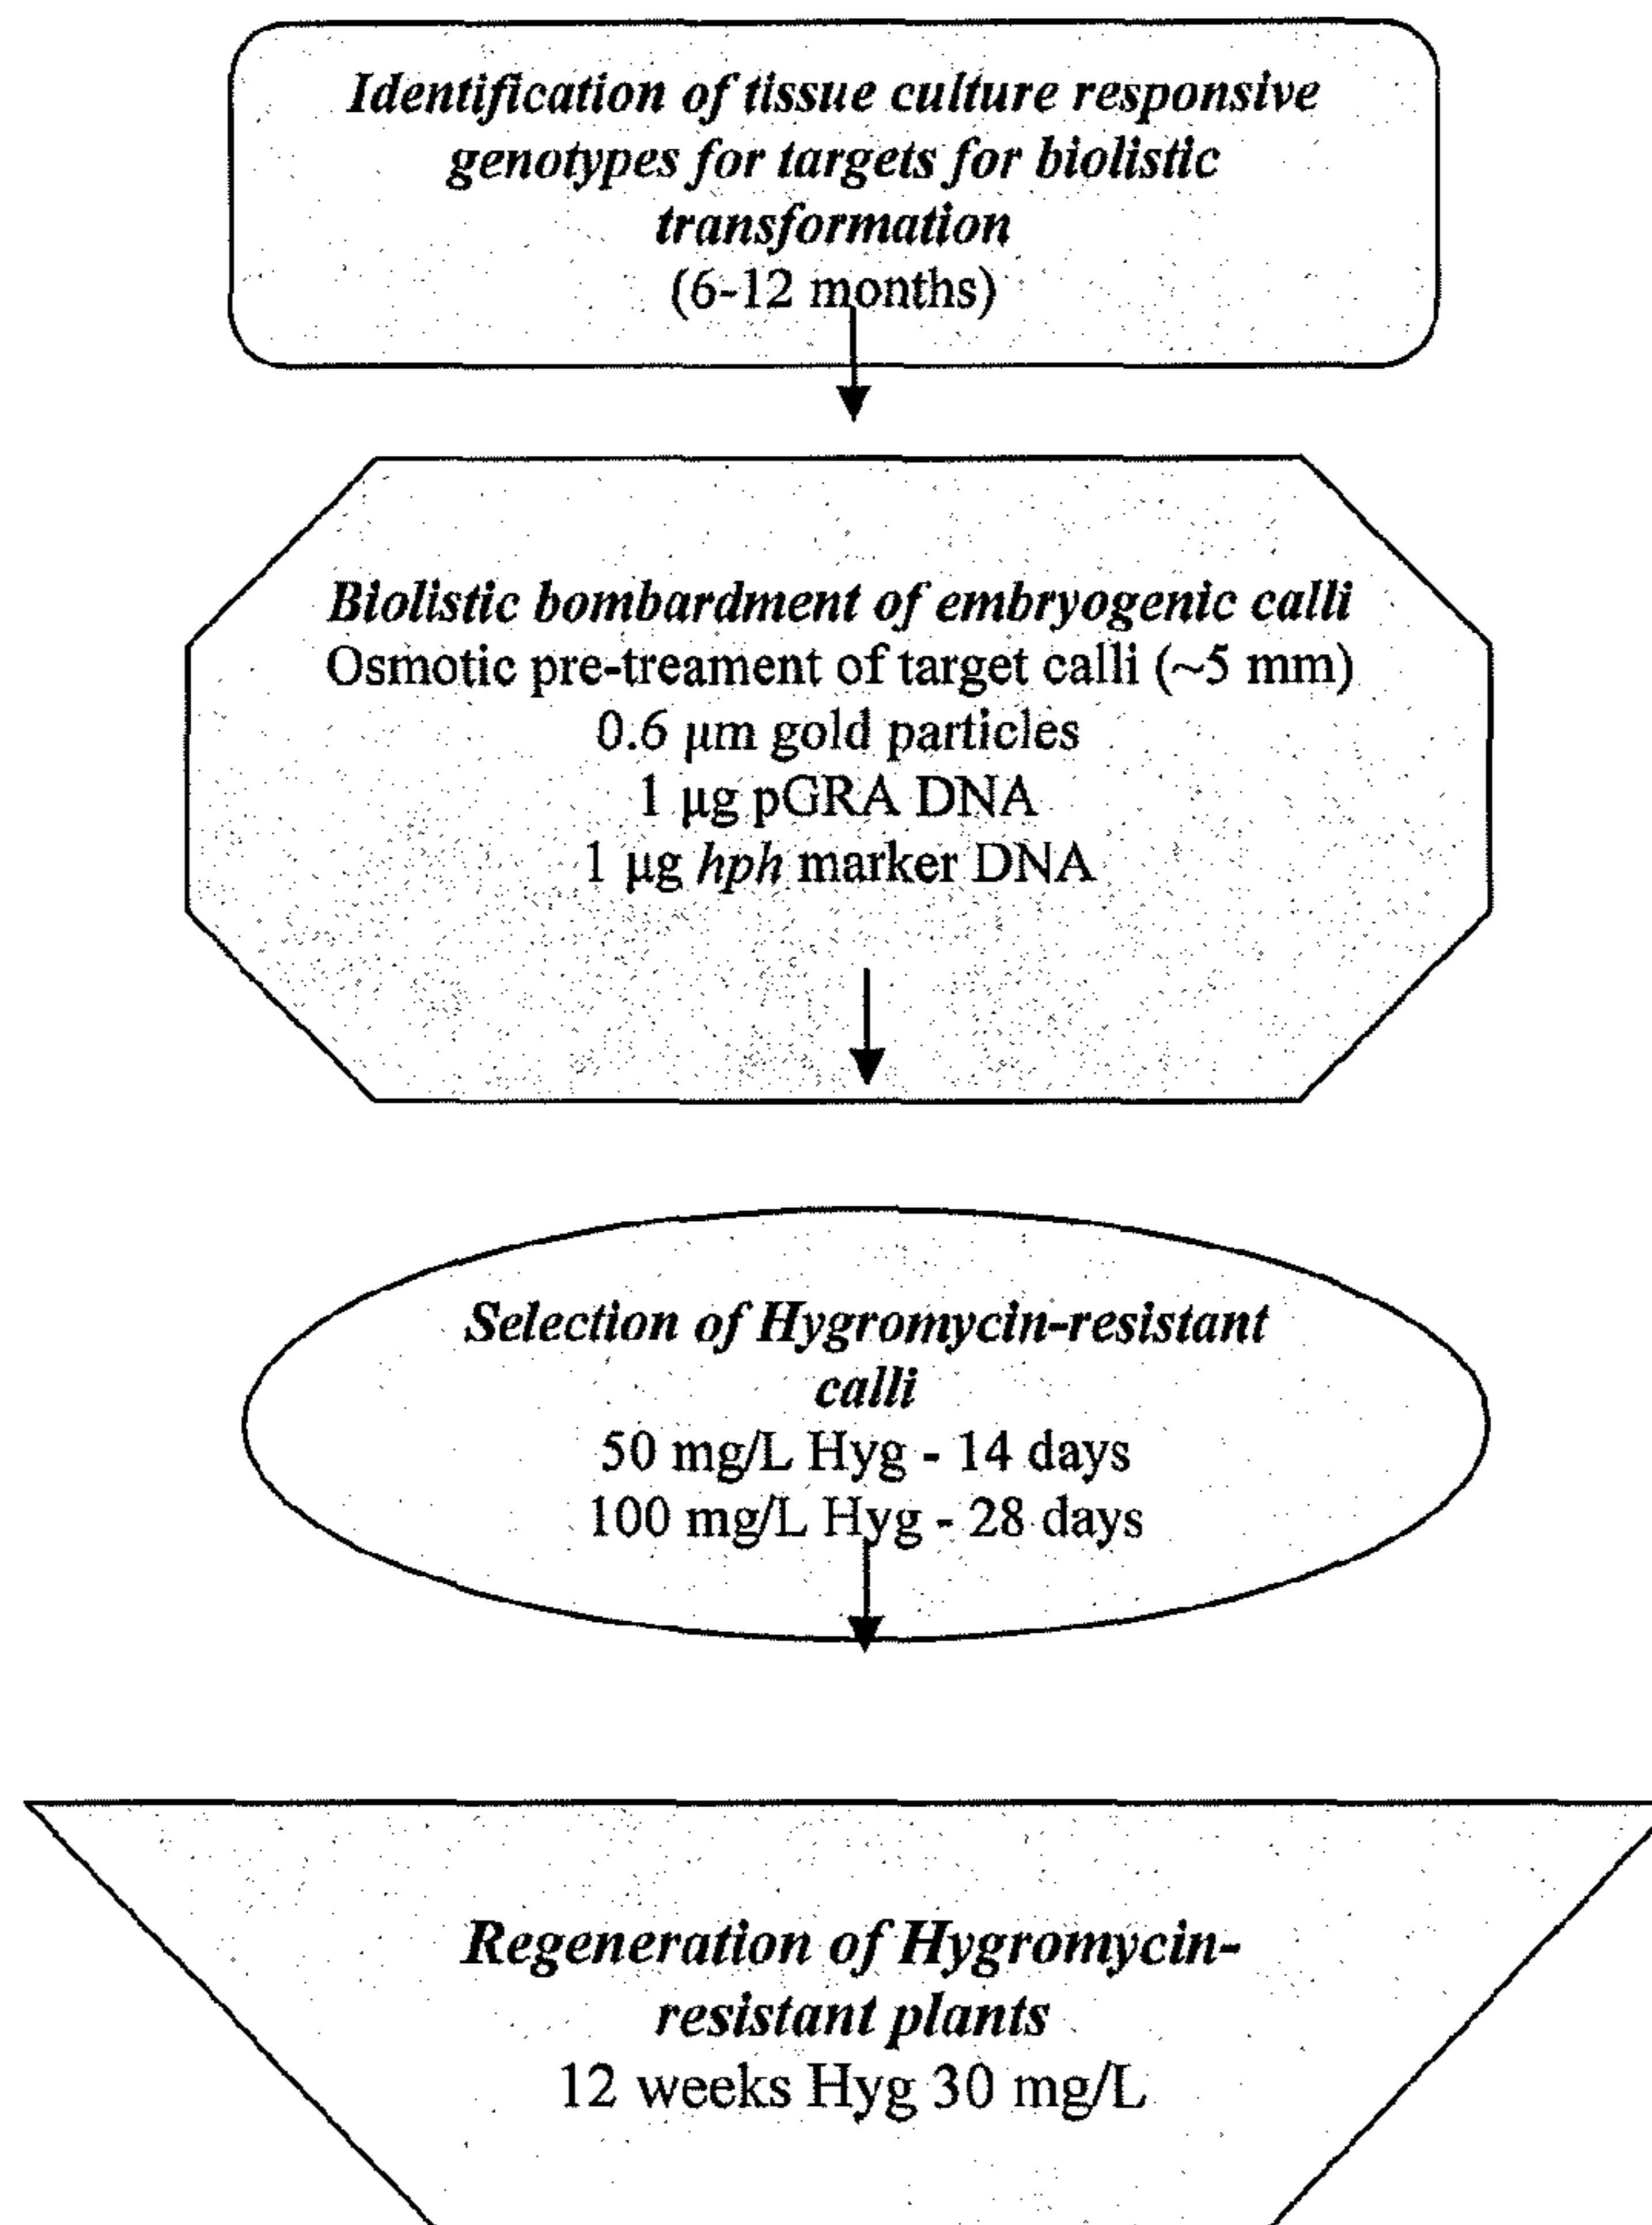 Identification of tissue culture responsive
genotypes for targets for biolistic
transformation
(6-12 months)
Biolistic bombardment of embryogenic calli
Osmotic pre-treament of target calli (~5 mm)
0.6 µm gold particles
1 µg pGRA DNA
1 µg hph marker DNA
Selection of Hygromycin-resistant
calli
50 mg/L Hyg - 14 days
100 mg/L Hyg - 28 days
Regeneration of Hygromycin-
resistant plants
12 weeks Hyg 30 mg/L